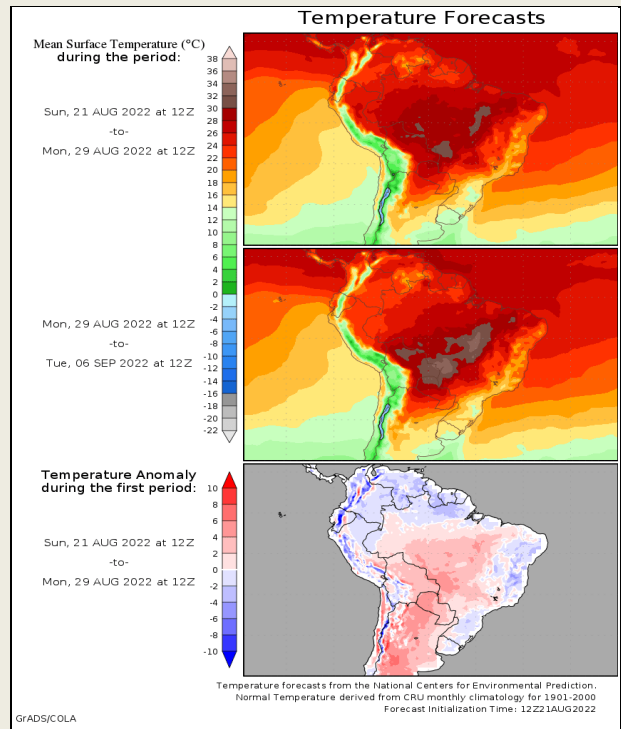 Temperature Forecasts
Mean Surface Temperature (°C)
during the period:
Sun, 21 AUG 2022 at 12Z
-to-
Mon, 29 AUG 2022 at 12Z
38
36
34
32
30
28
26
24
22
20
18
16
14
12
10
8
6
4
2
0
-2
-4
-6
-8
-10
-12
-14
-16
-18
-20
-22
Mon, 29 AUG 2022 at 12Z
-to-
Tue, 06 SEP 2022 at 12Z
Temperature Anomaly
during the first period:
Sun, 21 AUG 2022 at 12Z
-to-
Mon, 29 AUG 2022 at 12Z
10
8
6
4
2
0
-2
-4
-6
-8
-10
Temperature forecasts from the National Centers for Environmental Prediction.
Normal Temperature derived from CRU monthly climatology for 1901-2000
Forecast Initialization Time: 12Z21AUG2022
GrADS/COLA